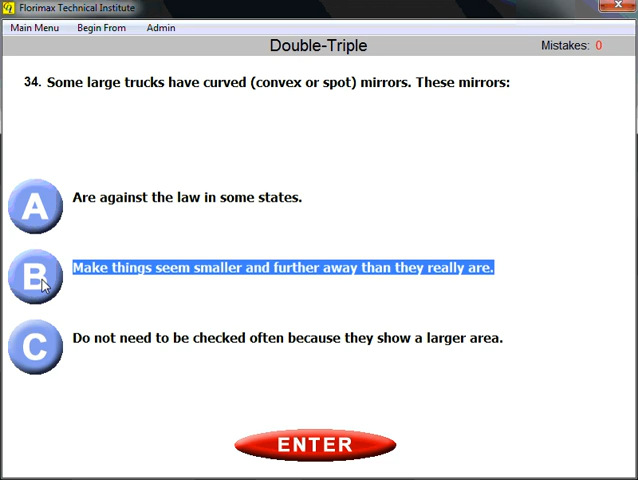 Florimax Technical Institute
Main Menu Begin From Admin
Double-Triple
Mistakes: 0
34. Some large trucks have curved (convex or spot) mirrors. These mirrors:
A Are against the law in some states.
B Make things seem smaller and further away than they really are.
C Do not need to be checked often because they show a larger area.
ENTER